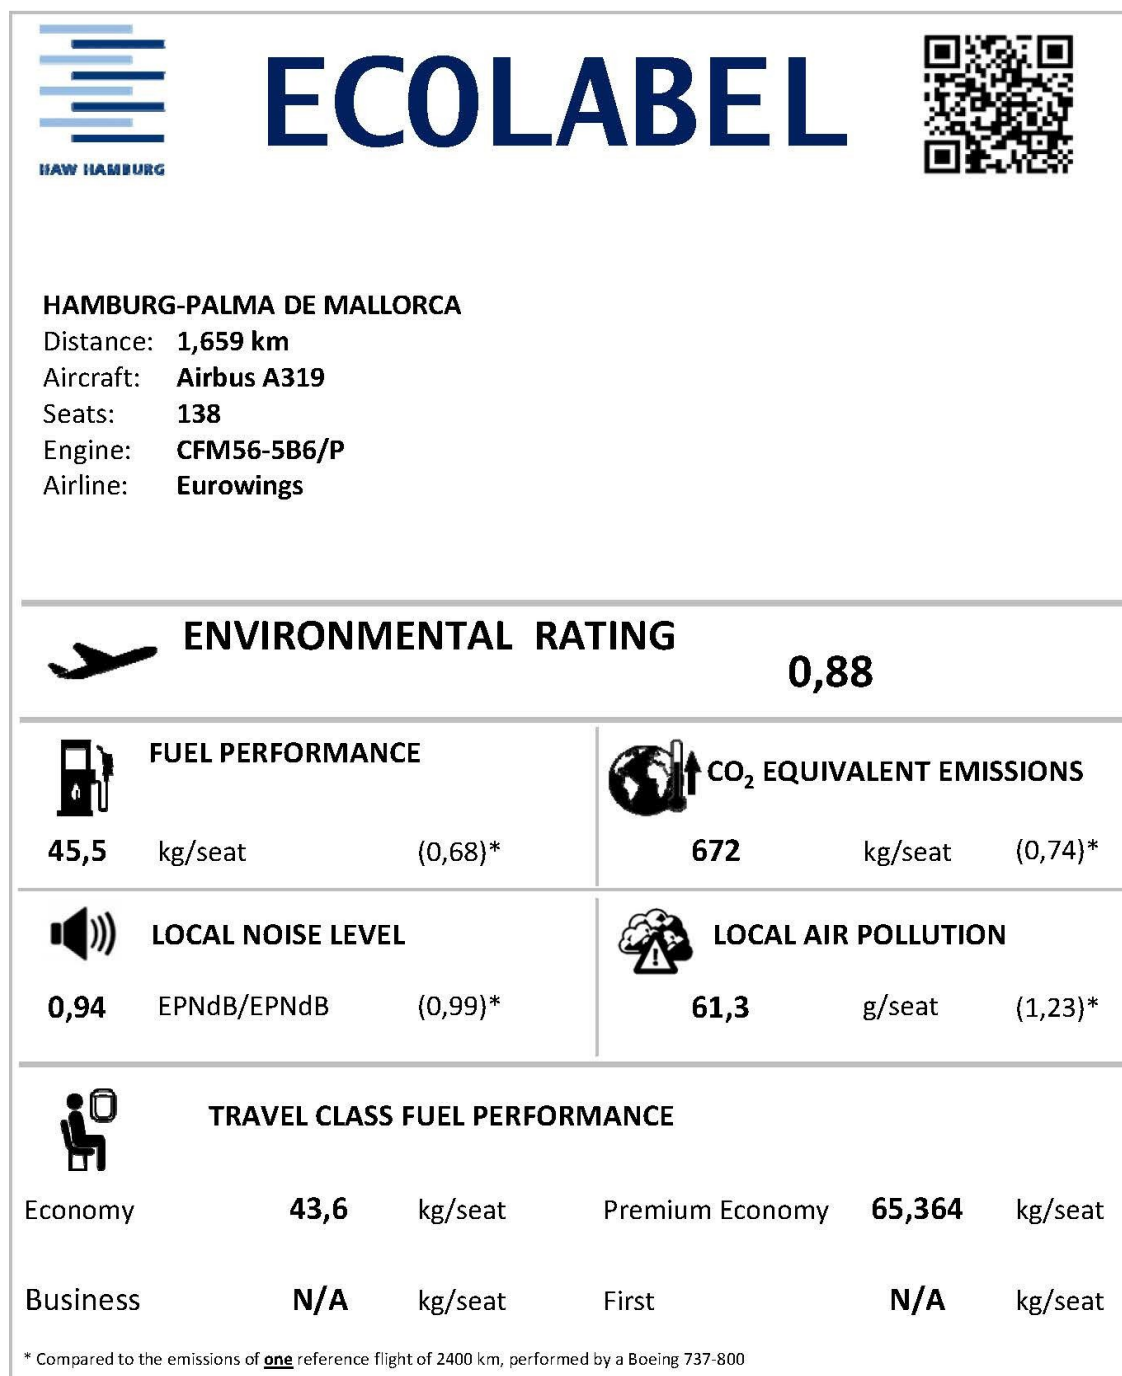 HAW HAMBURG
ECOLABEL
HAMBURG-PALMA DE MALLORCA
Distance: 1,659 km
Aircraft: Airbus A319
Seats: 138
Engine: CFM56-5B6/P
Airline: Eurowings
ENVIRONMENTAL RATING
0,88
FUEL PERFORMANCE
45,5 kg/seat (0,68)*
CO₂ EQUIVALENT EMISSIONS
672 kg/seat (0,74)*
LOCAL NOISE LEVEL
0,94 EPNdB/EPNdB (0,99)*
LOCAL AIR POLLUTION
61,3 g/seat (1,23)*
TRAVEL CLASS FUEL PERFORMANCE
Economy 43,6 kg/seat Premium Economy 65,364 kg/seat
Business N/A kg/seat First N/A kg/seat
* Compared to the emissions of one reference flight of 2400 km, performed by a Boeing 737-800